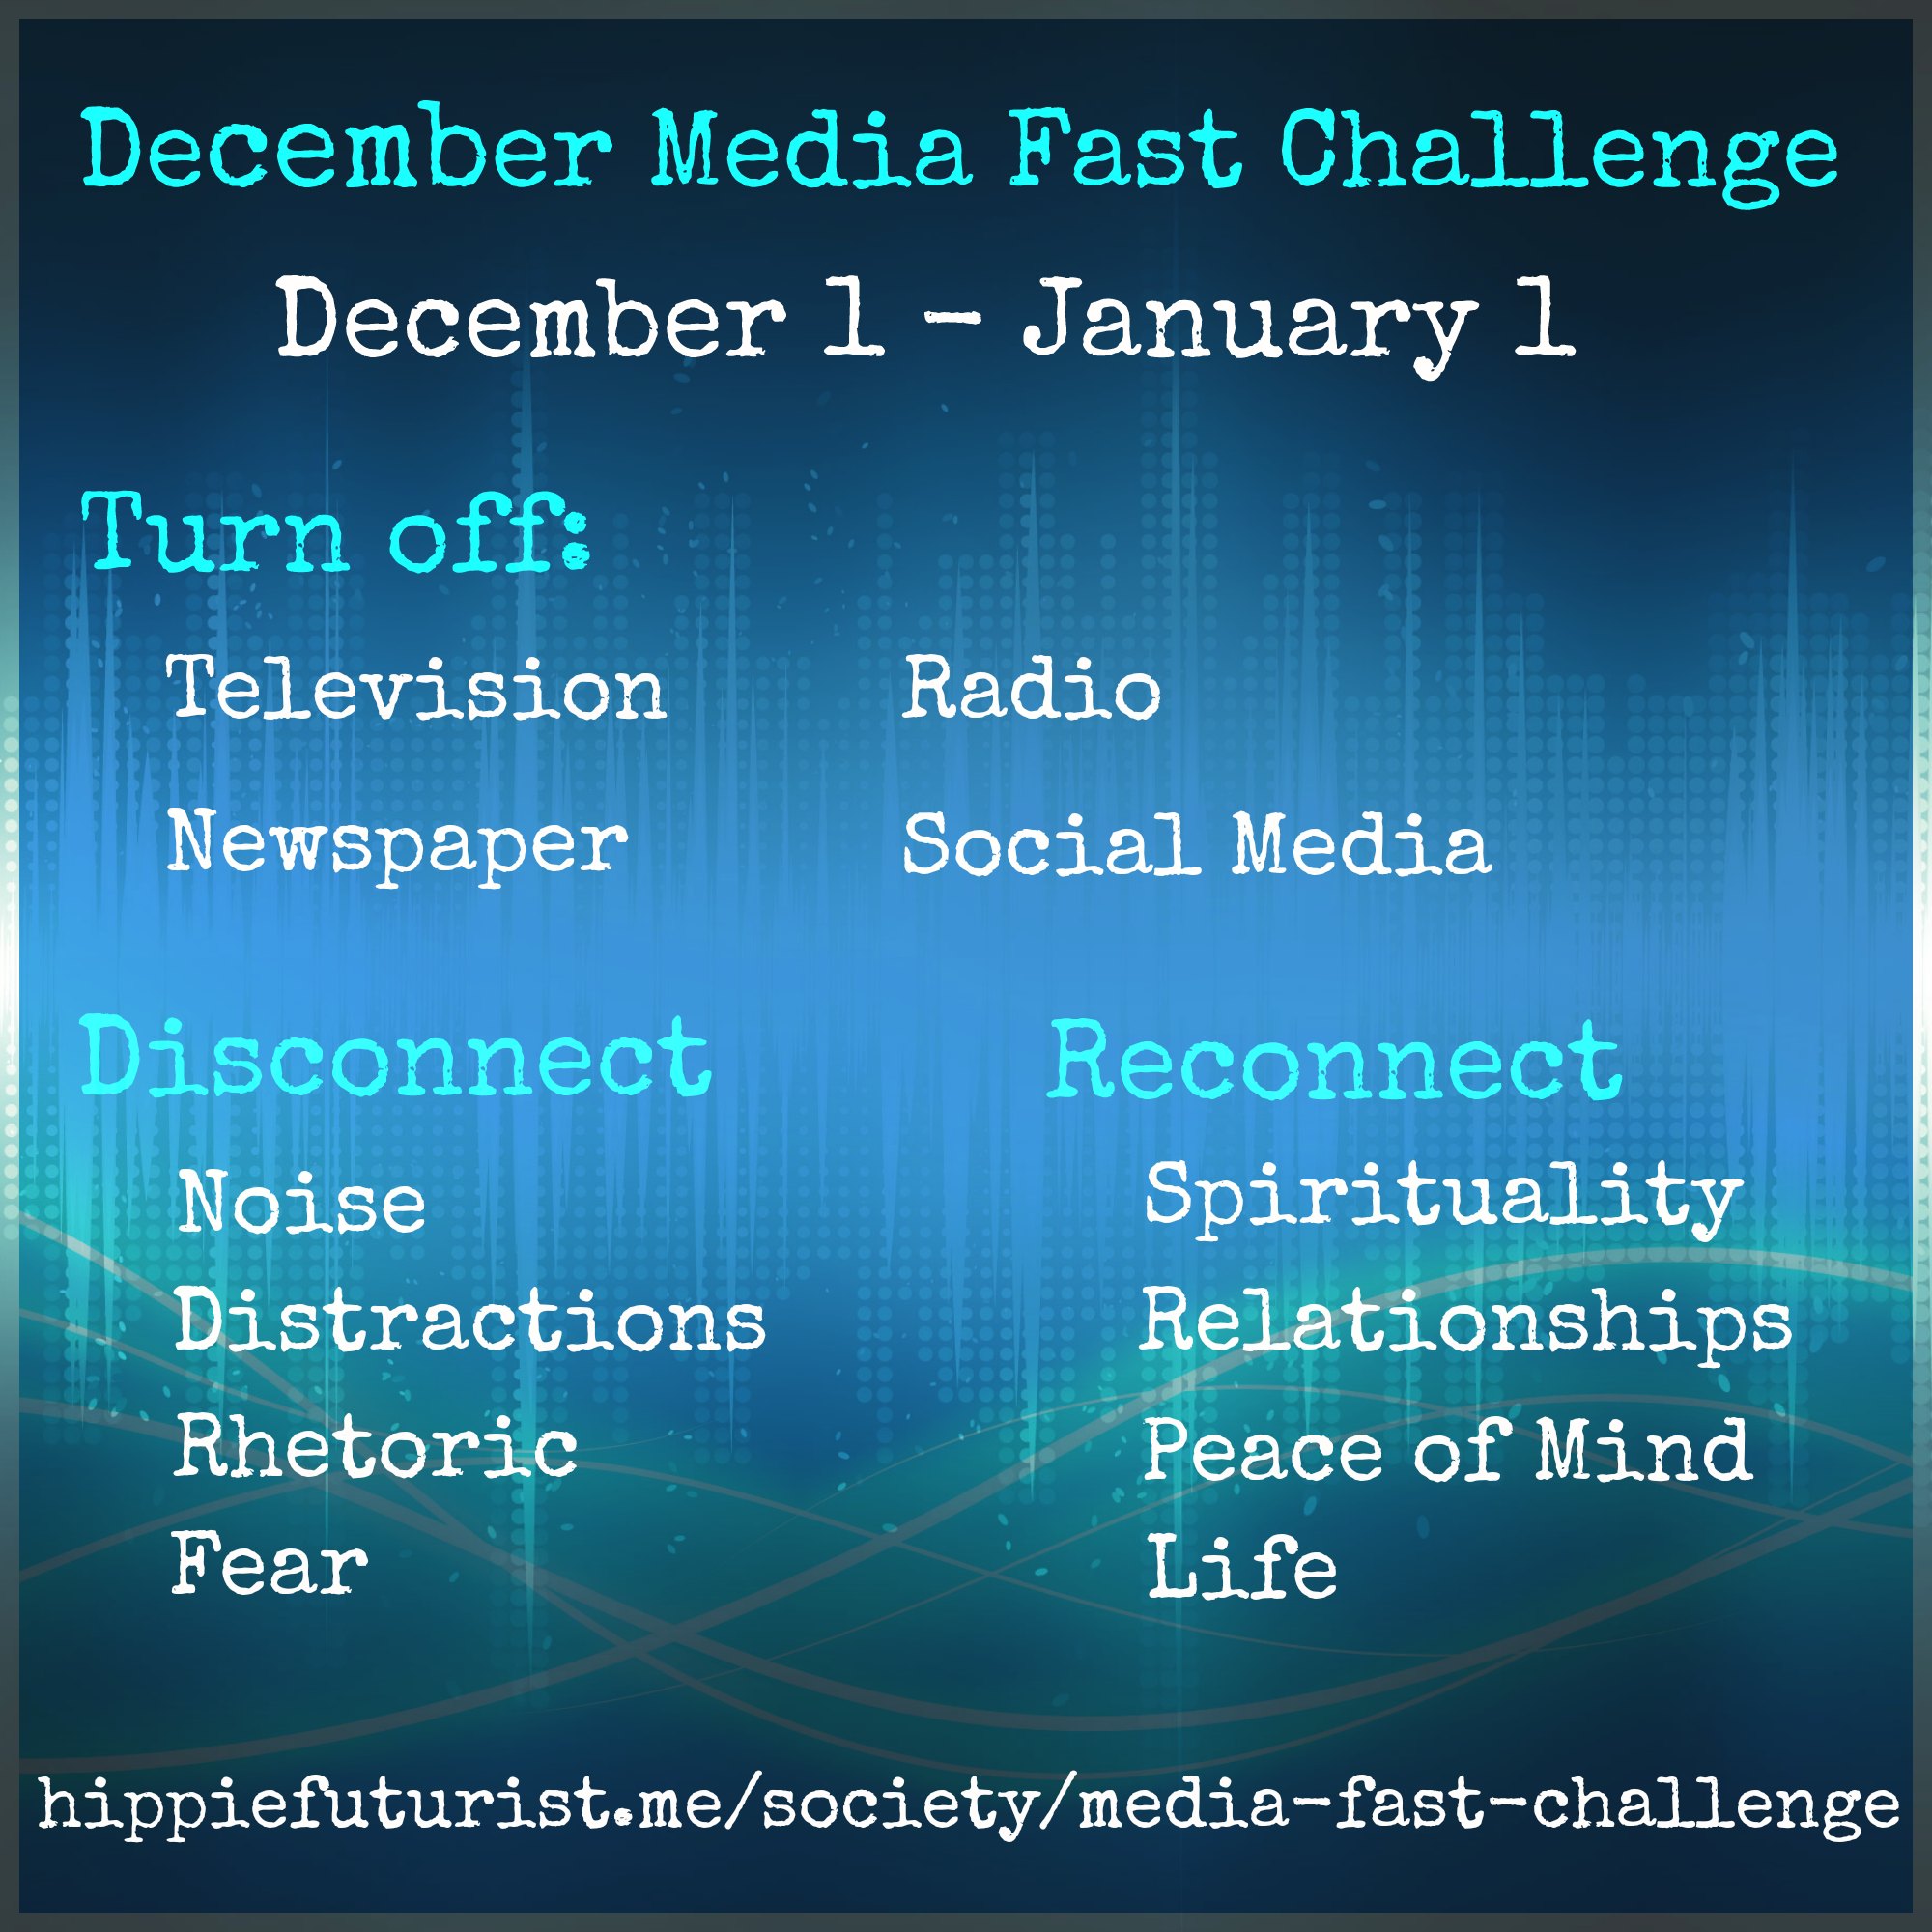 December Media Fast Challenge
December 1 - January 1
Turn off:
Television Radio
Newspaper Social Media
Disconnect Reconnect
Noise Spirituality
Distractions Relationships
Rhetoric Peace of Mind
Fear Life
hippiefuturist.me/society/media-fast-challenge